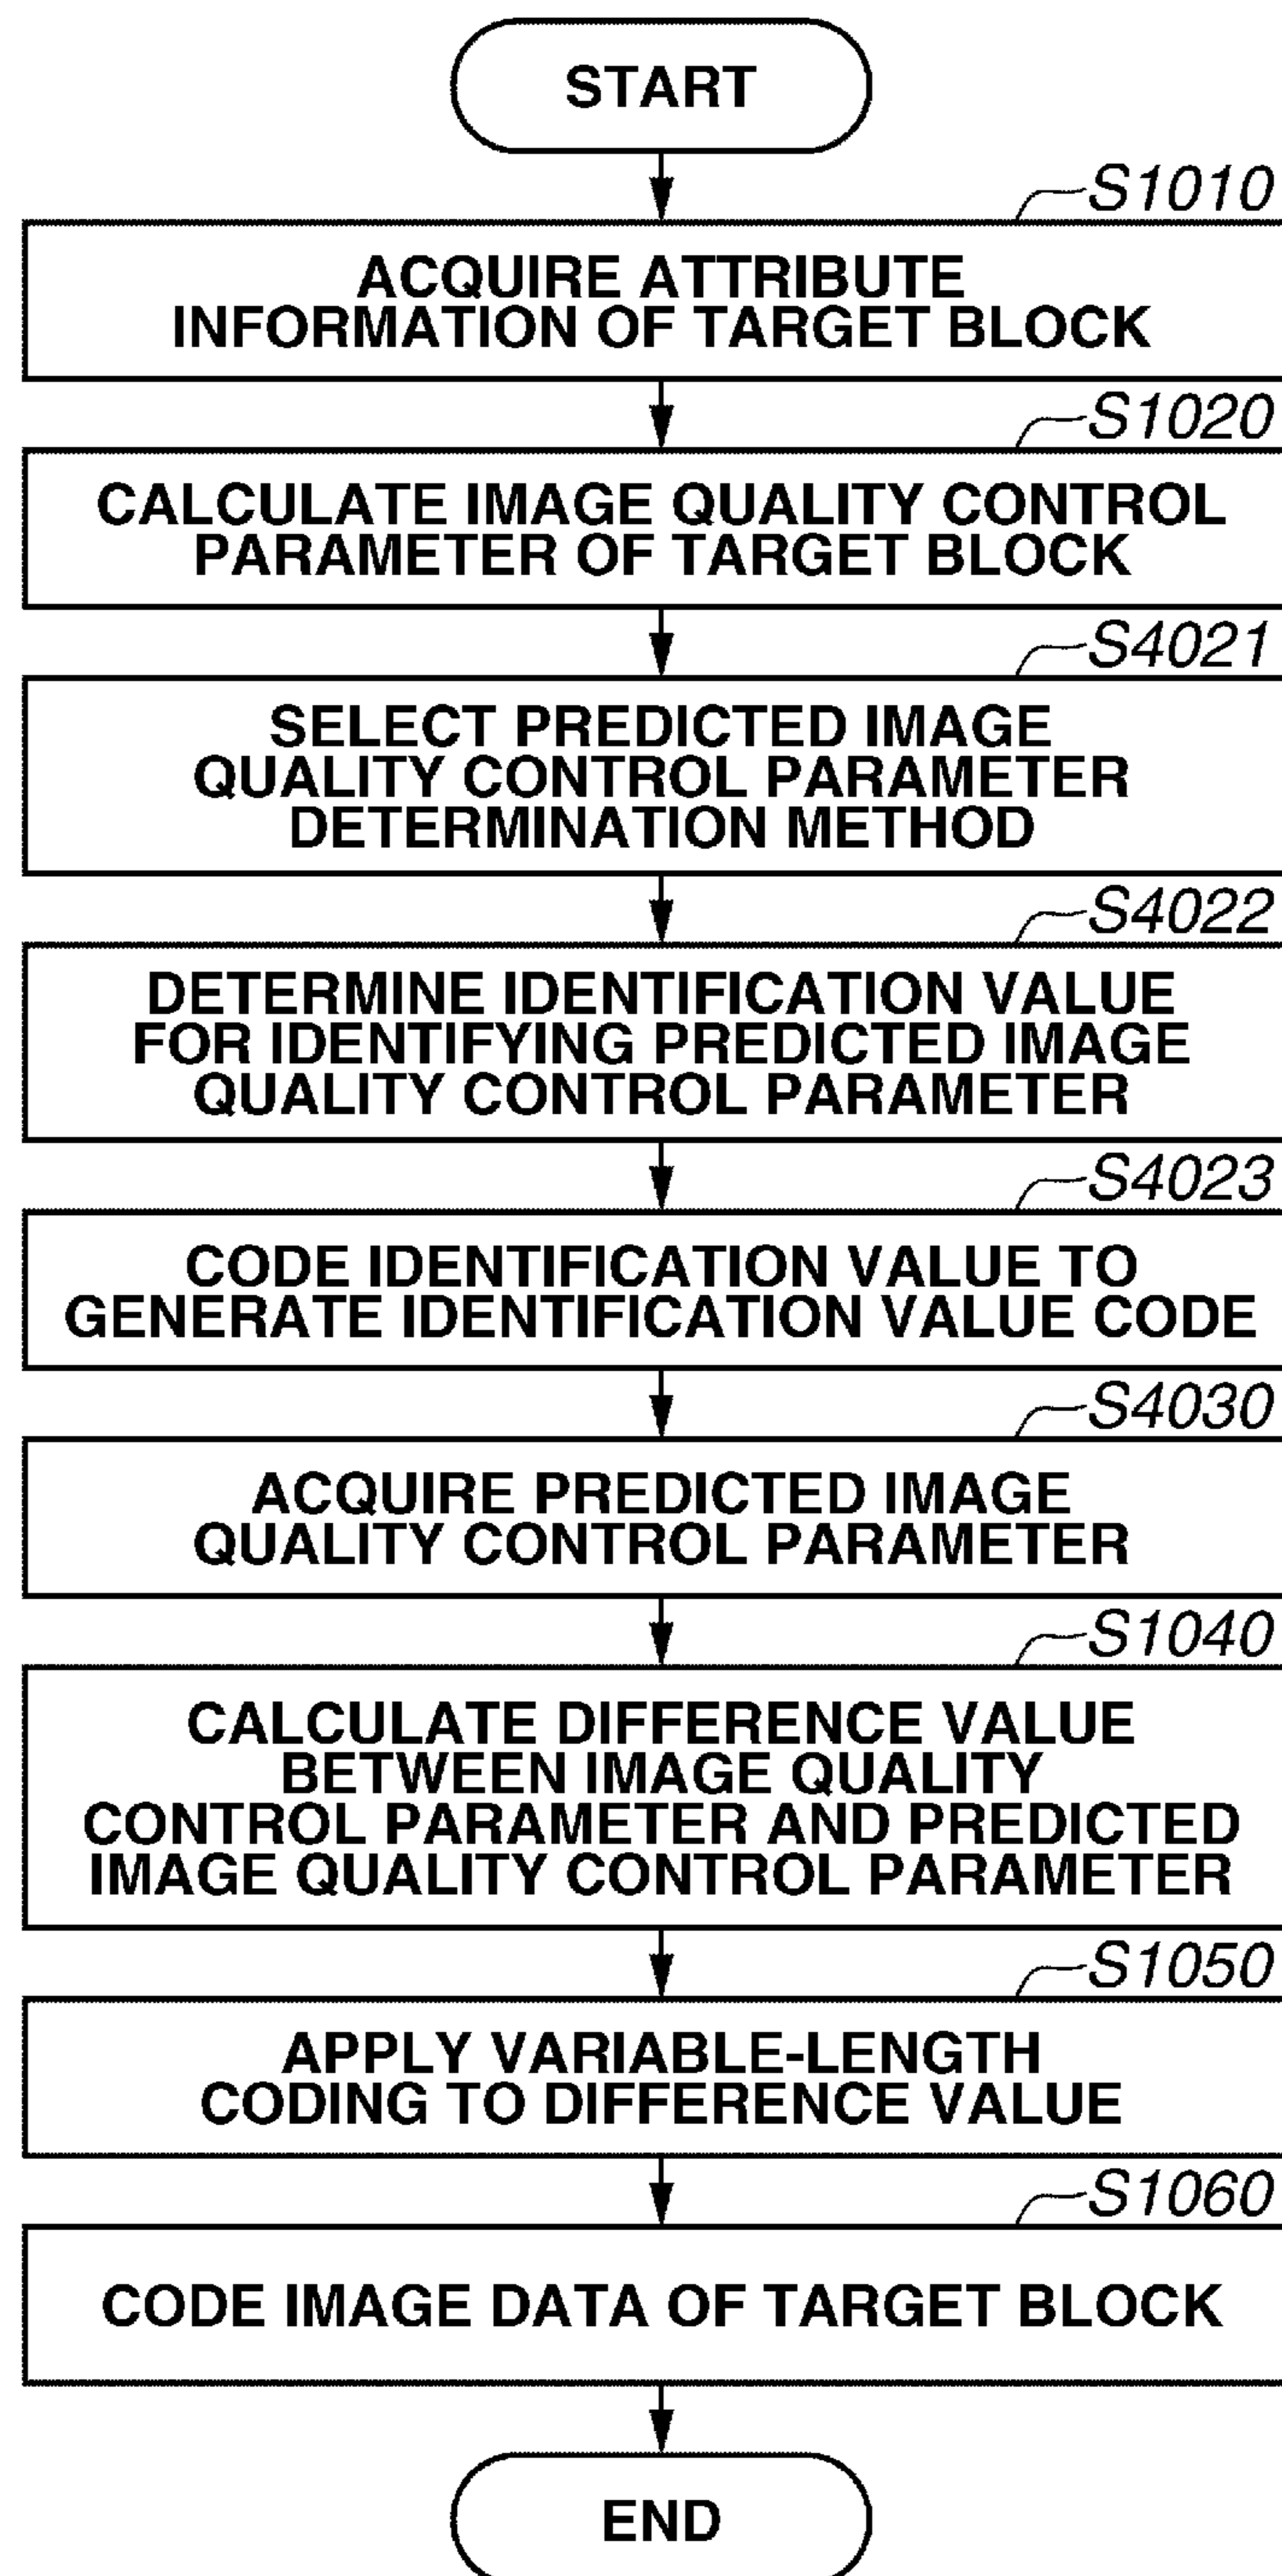 START
S1010
ACQUIRE ATTRIBUTE
INFORMATION OF TARGET BLOCK
S1020
CALCULATE IMAGE QUALITY CONTROL
PARAMETER OF TARGET BLOCK
S4021
SELECT PREDICTED IMAGE
QUALITY CONTROL PARAMETER
DETERMINATION METHOD
S4022
DETERMINE IDENTIFICATION VALUE
FOR IDENTIFYING PREDICTED IMAGE
QUALITY CONTROL PARAMETER
S4023
CODE IDENTIFICATION VALUE TO
GENERATE IDENTIFICATION VALUE CODE
S4030
ACQUIRE PREDICTED IMAGE
QUALITY CONTROL PARAMETER
S1040
CALCULATE DIFFERENCE VALUE
BETWEEN IMAGE QUALITY
CONTROL PARAMETER AND PREDICTED
IMAGE QUALITY CONTROL PARAMETER
S1050
APPLY VARIABLE-LENGTH
CODING TO DIFFERENCE VALUE
S1060
CODE IMAGE DATA OF TARGET BLOCK
END